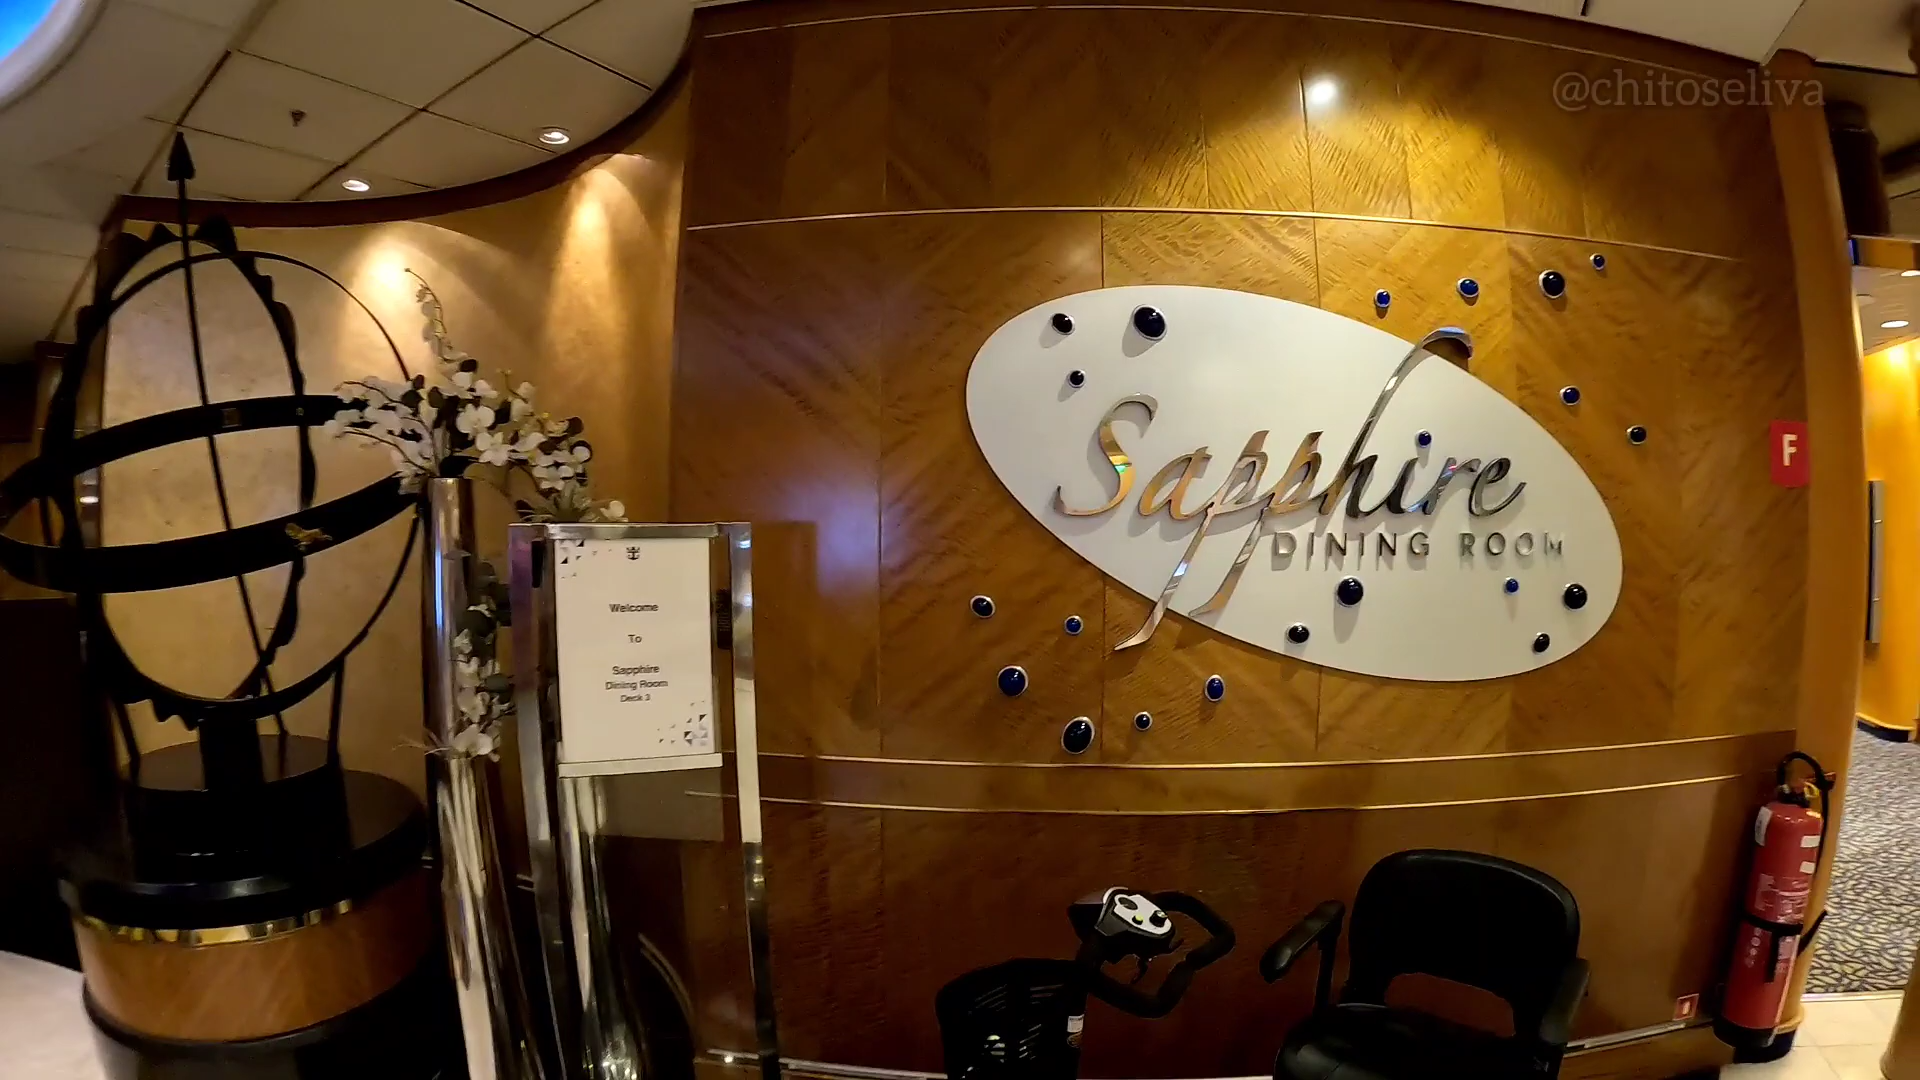 @chitoseliva
Sapphire
DINING ROOM
F
Welcome
To
Sapphire
Dining Room
Deck 3